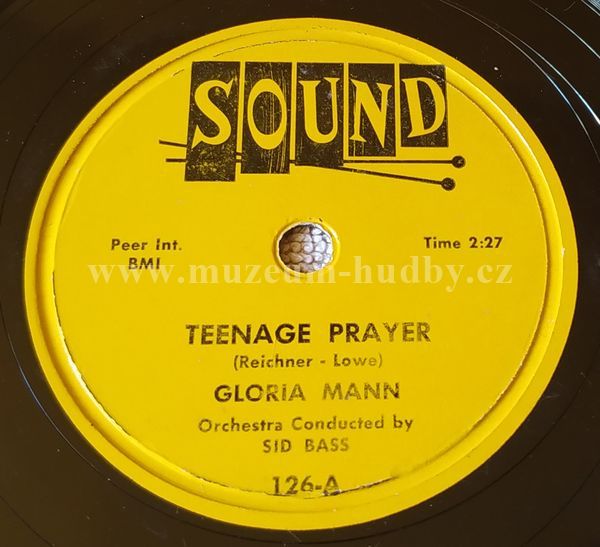 SOUND
Peer Int.
BMI
Time 2:27
www.muzeum-hudby.cz
TEENAGE PRAYER
(Reichner - Lowe)
GLORIA MANN
Orchestra Conducted by
SID BASS
126-A